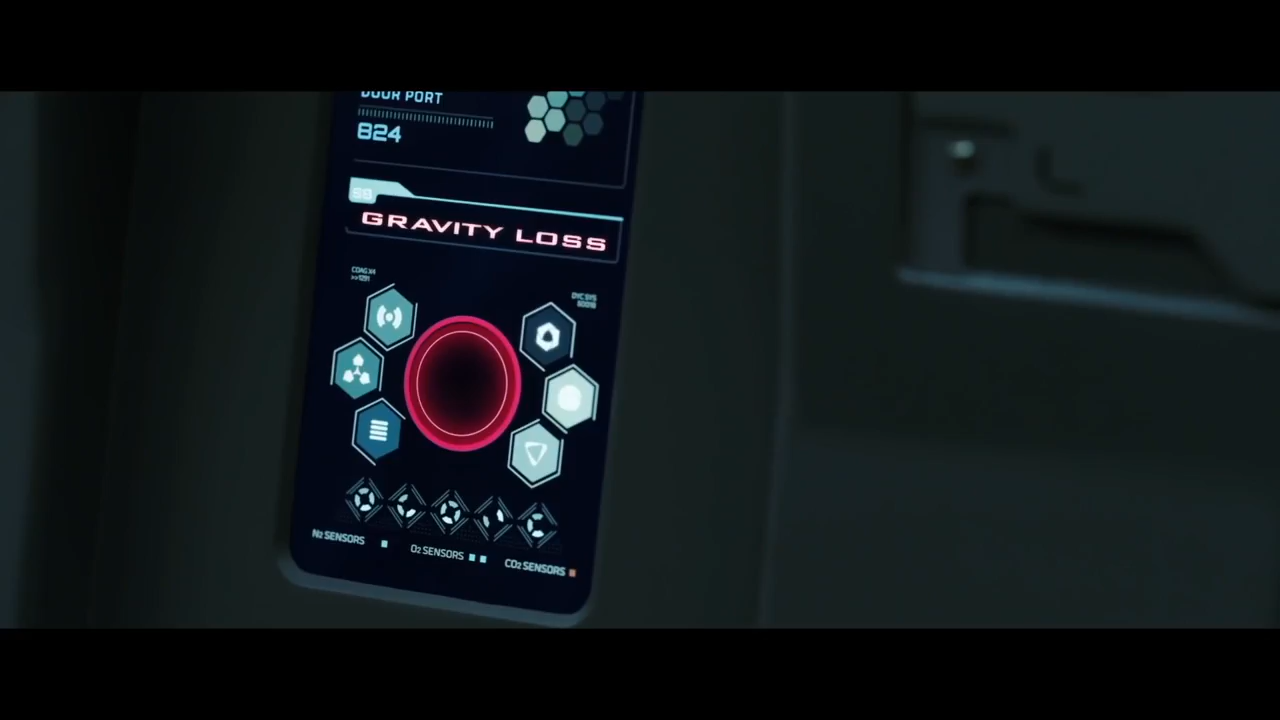 DOOR PORT
824
GRAVITY LOSS
N2 SENSORS
O2 SENSORS
CO2 SENSORS